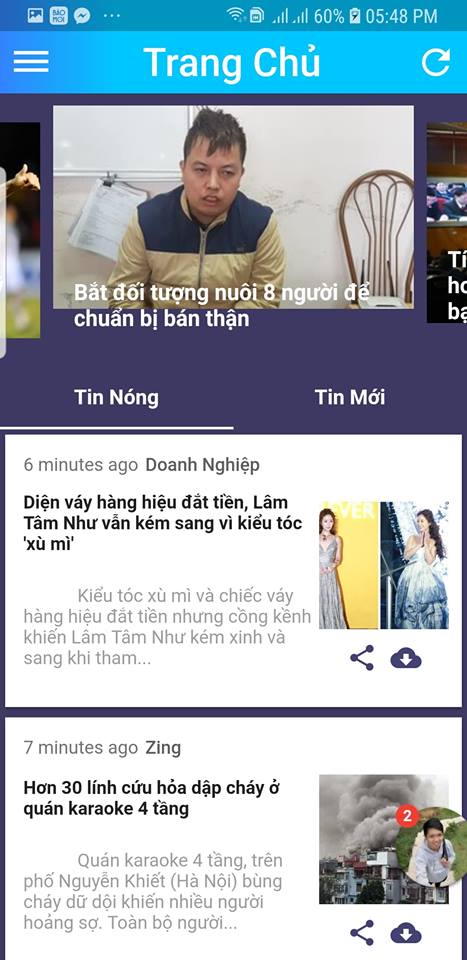 BÁO
MỚI
60% 05:48 PM
Trang Chủ
Bắt đối tượng nuôi 8 người để
chuẩn bị bán thận
Tí
ho
bạ
Tin Nóng
Tin Mới
6 minutes ago Doanh Nghiệp
Diện váy hàng hiệu đắt tiền, Lâm
Tâm Như vẫn kém sang vì kiểu tóc
'xù mì'
EVER
Kiểu tóc xù mì và chiếc váy
hàng hiệu đắt tiền nhưng cồng kềnh
khiến Lâm Tâm Như kém xinh và
sang khi tham...
7 minutes ago Zing
Hơn 30 lính cứu hỏa dập cháy ở
quán karaoke 4 tầng
2
Quán karaoke 4 tầng, trên
phố Nguyễn Khiết (Hà Nội) bùng
cháy dữ dội khiến nhiều người
hoảng sợ. Toàn bộ người...